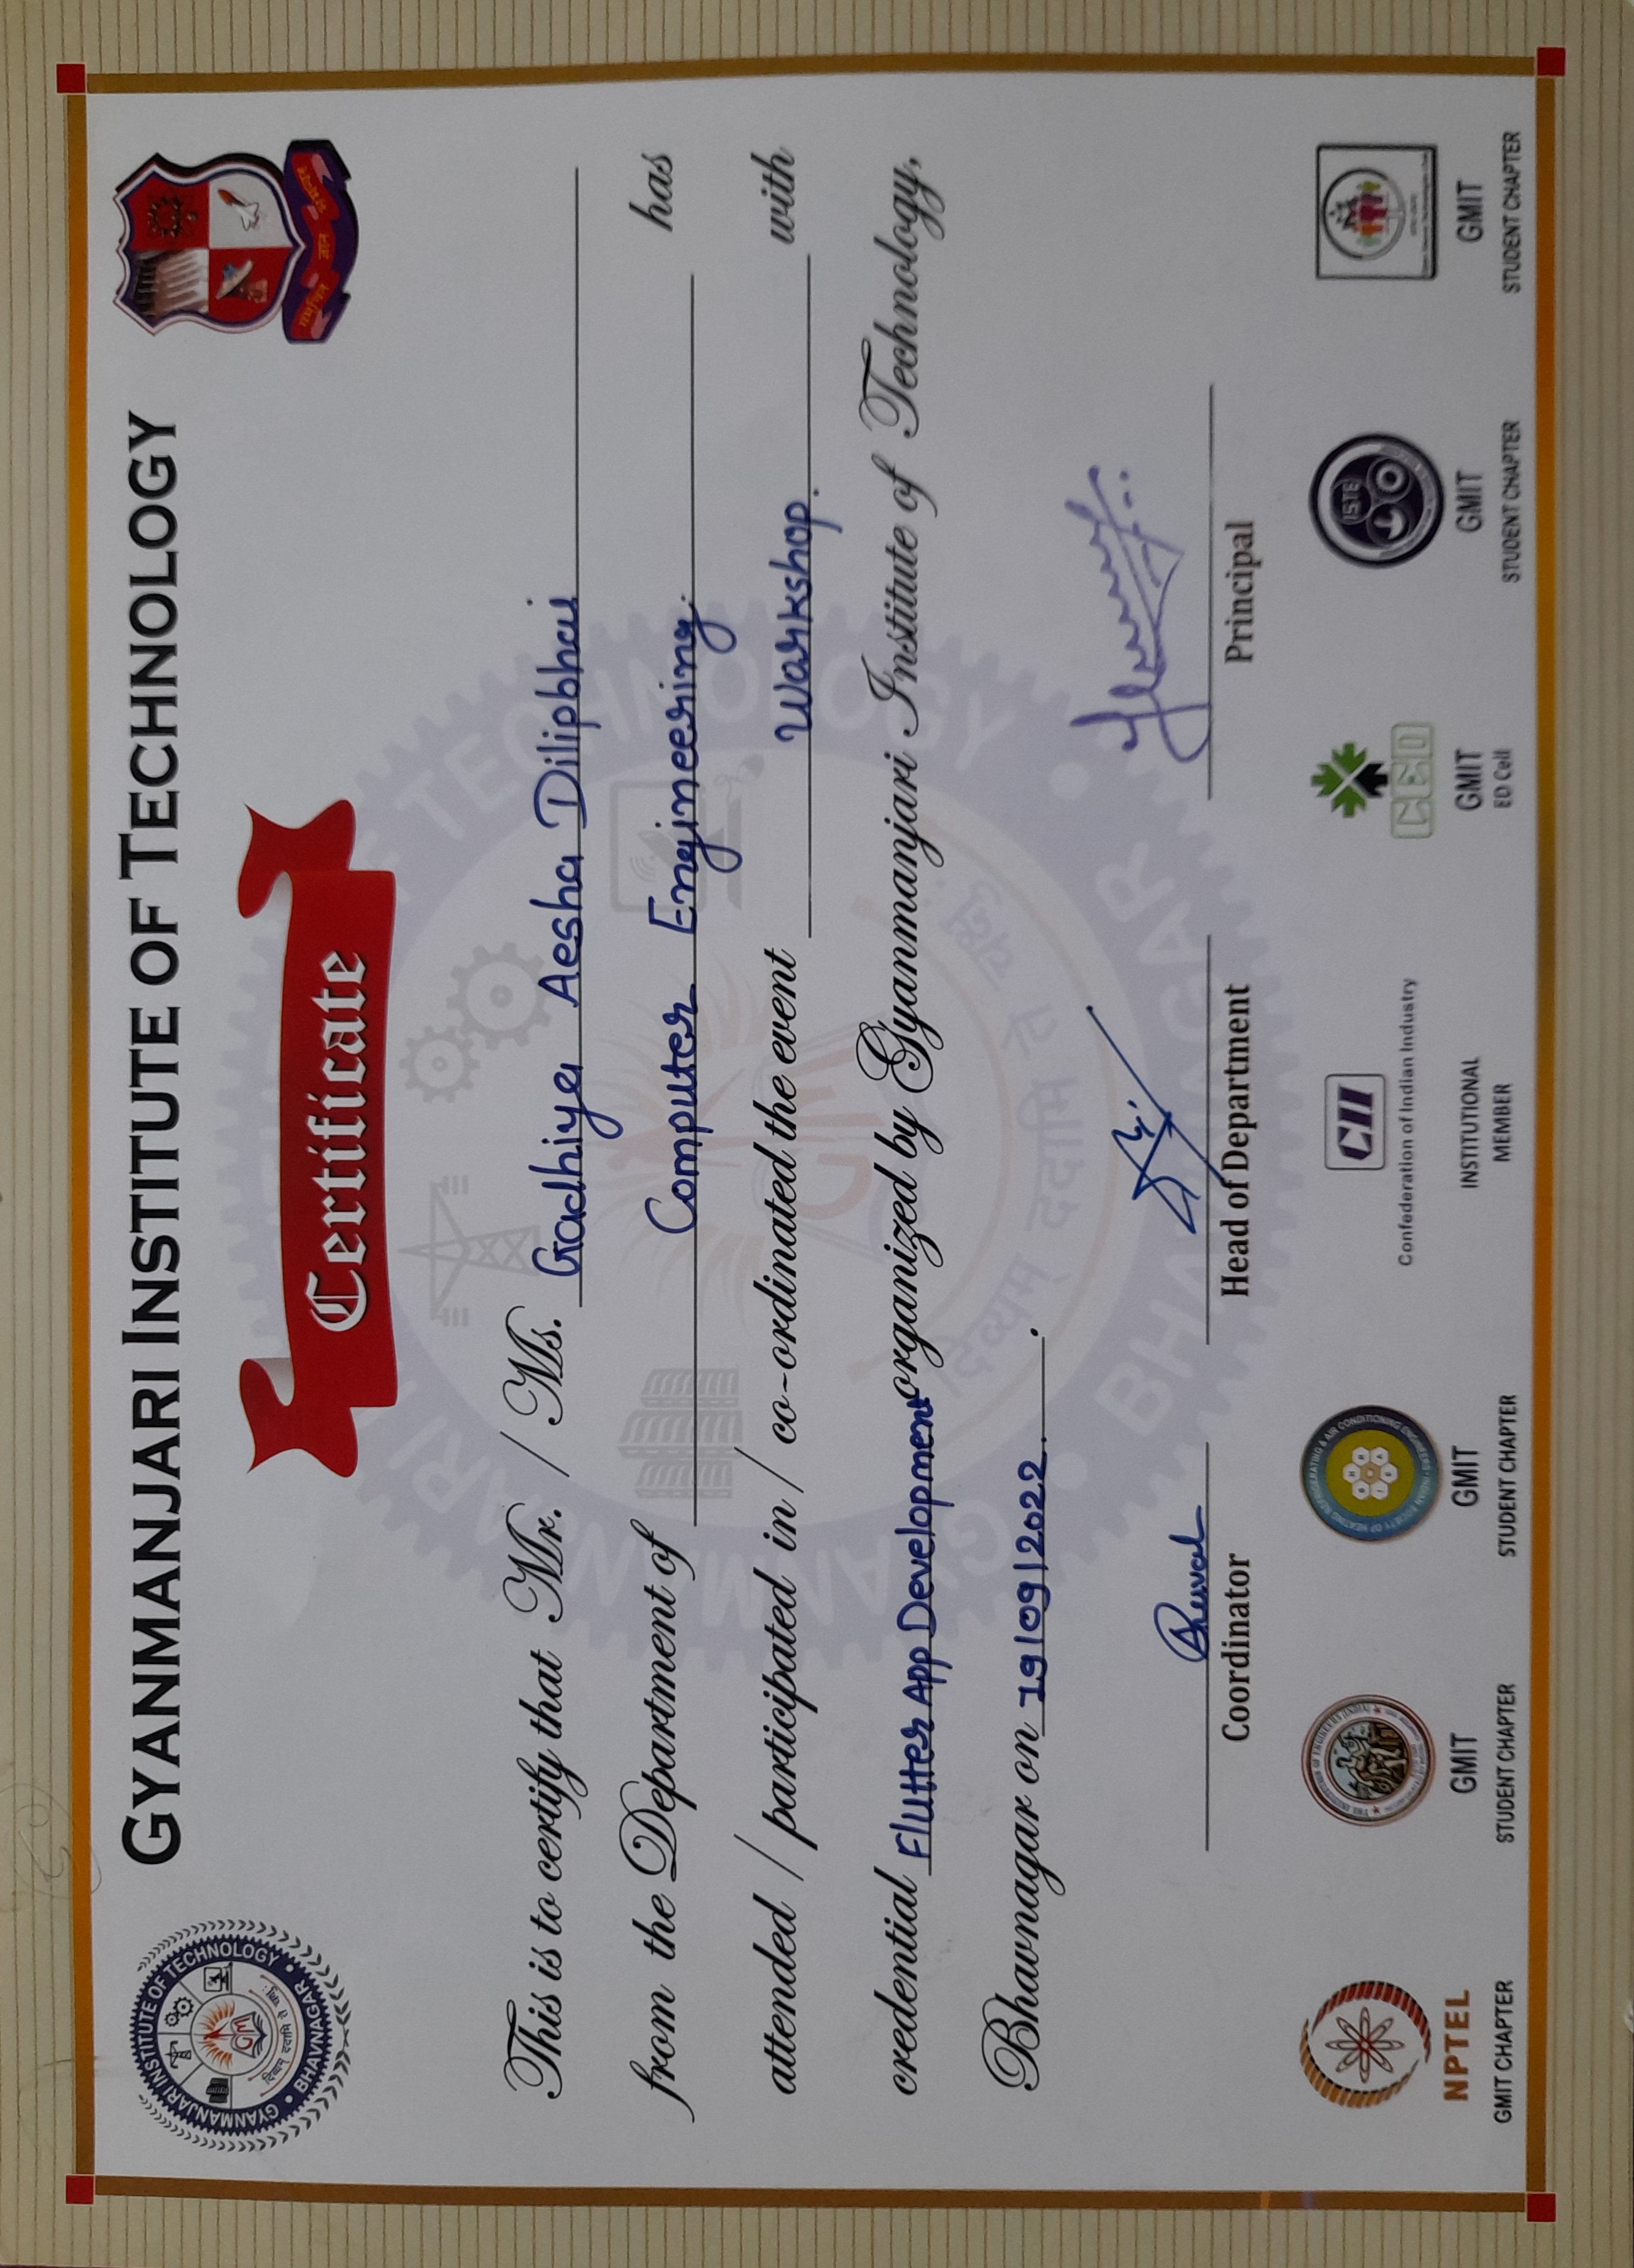 GYANMANJARI INSTITUTE OF TECHNOLOGY
GYANMANJARI INSTITUTE OF TECHNOLOGY
GM
दिव्यम् ददामि ते चक्षु:
• BHAVNAGAR •
Certificate
This is to certify that Mr. / Ms. Gadhiya Aesha Dilipbhai
from the Department of Computer Engineering. has
attended / participated in / co-ordinated the event Workshop. with
credential Flutter App Development organized by Gyanmanjari Institute of Technology,
Bhavnagar on 19/09/2022. .
Coordinator
Head of Department
Principal
NPTEL
GMIT CHAPTER
GMIT
STUDENT CHAPTER
GMIT
STUDENT CHAPTER
CII
Confederation of Indian Industry
INSTITUTIONAL
MEMBER
CED
GMIT
ED Cell
ISTE
GMIT
STUDENT CHAPTER
GMIT
STUDENT CHAPTER